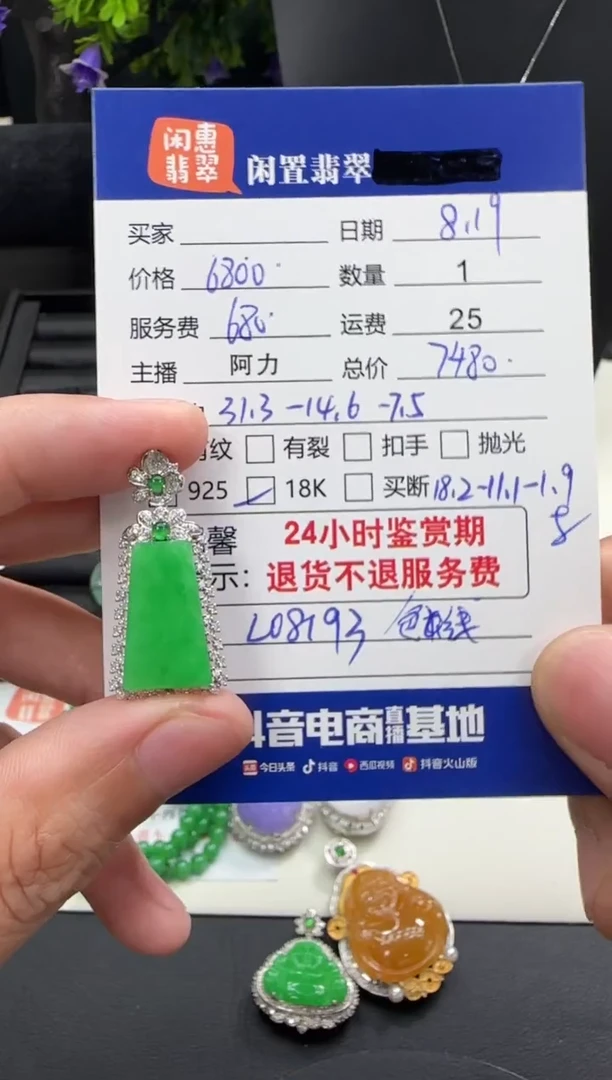 闲惠
翡翠
闲置翡翠
买家 日期 8.19
价格 6800 数量 1
服务费 680 运费 25
主播 阿力 总价 7480
31.3-14.6-7.5
纹 有裂 扣手 抛光
925 18K 买断 18.2-11.1-1.9
馨 24小时鉴赏期
示: 退货不退服务费
L08193
抖音电商直播基地
头条 今日头条 抖音 西瓜视频 抖音火山版